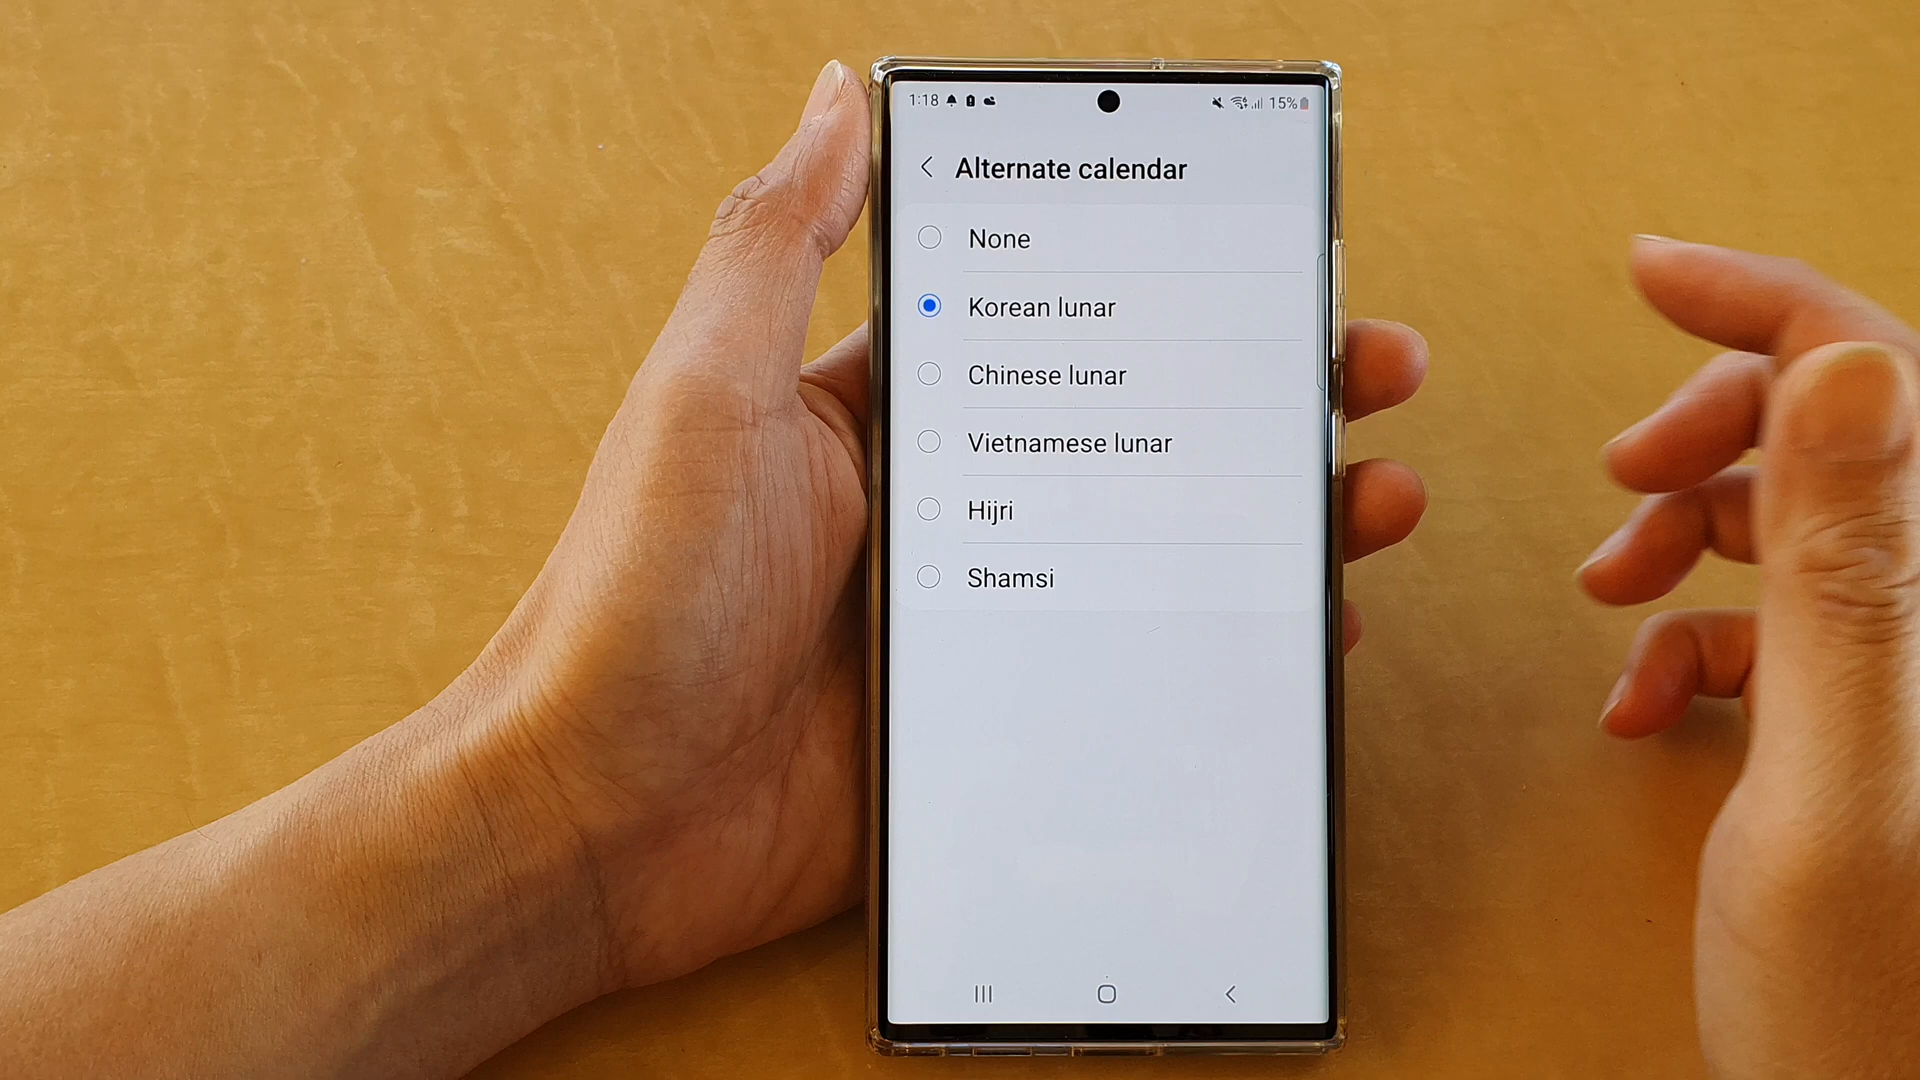 1:18
15%
Alternate calendar
None
Korean lunar
Chinese lunar
Vietnamese lunar
Hijri
Shamsi